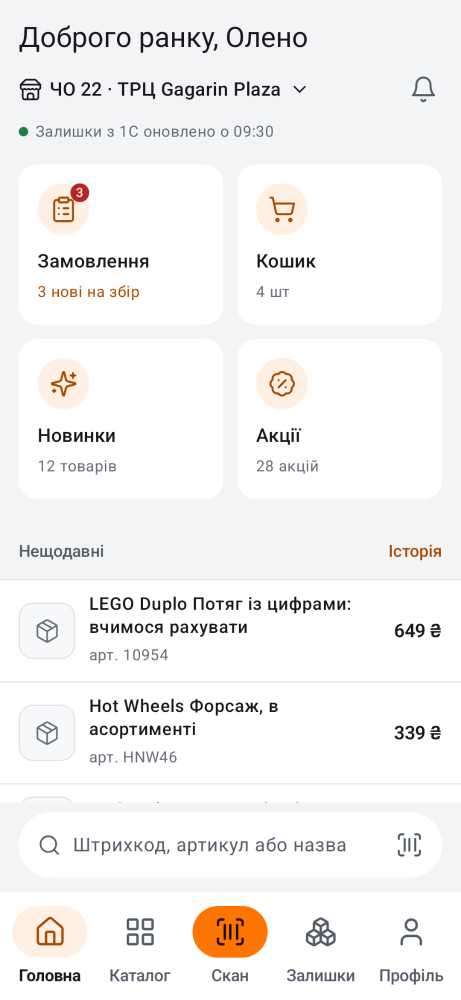 Доброго ранку, Олено
ЧО 22 · ТРЦ Gagarin Plaza
Залишки з 1С оновлено о 09:30
3
Замовлення
3 нові на збір
Кошик
4 шт
Новинки
12 товарів
Акції
28 акцій
Нещодавні
Історія
LEGO Duplo Потяг із цифрами:
вчимося рахувати
649 ₴
арт. 10954
Hot Wheels Форсаж, в
асортименті
339 ₴
арт. HNW46
Штрихкод, артикул або назва
Головна
Каталог
Скан
Залишки
Профіль